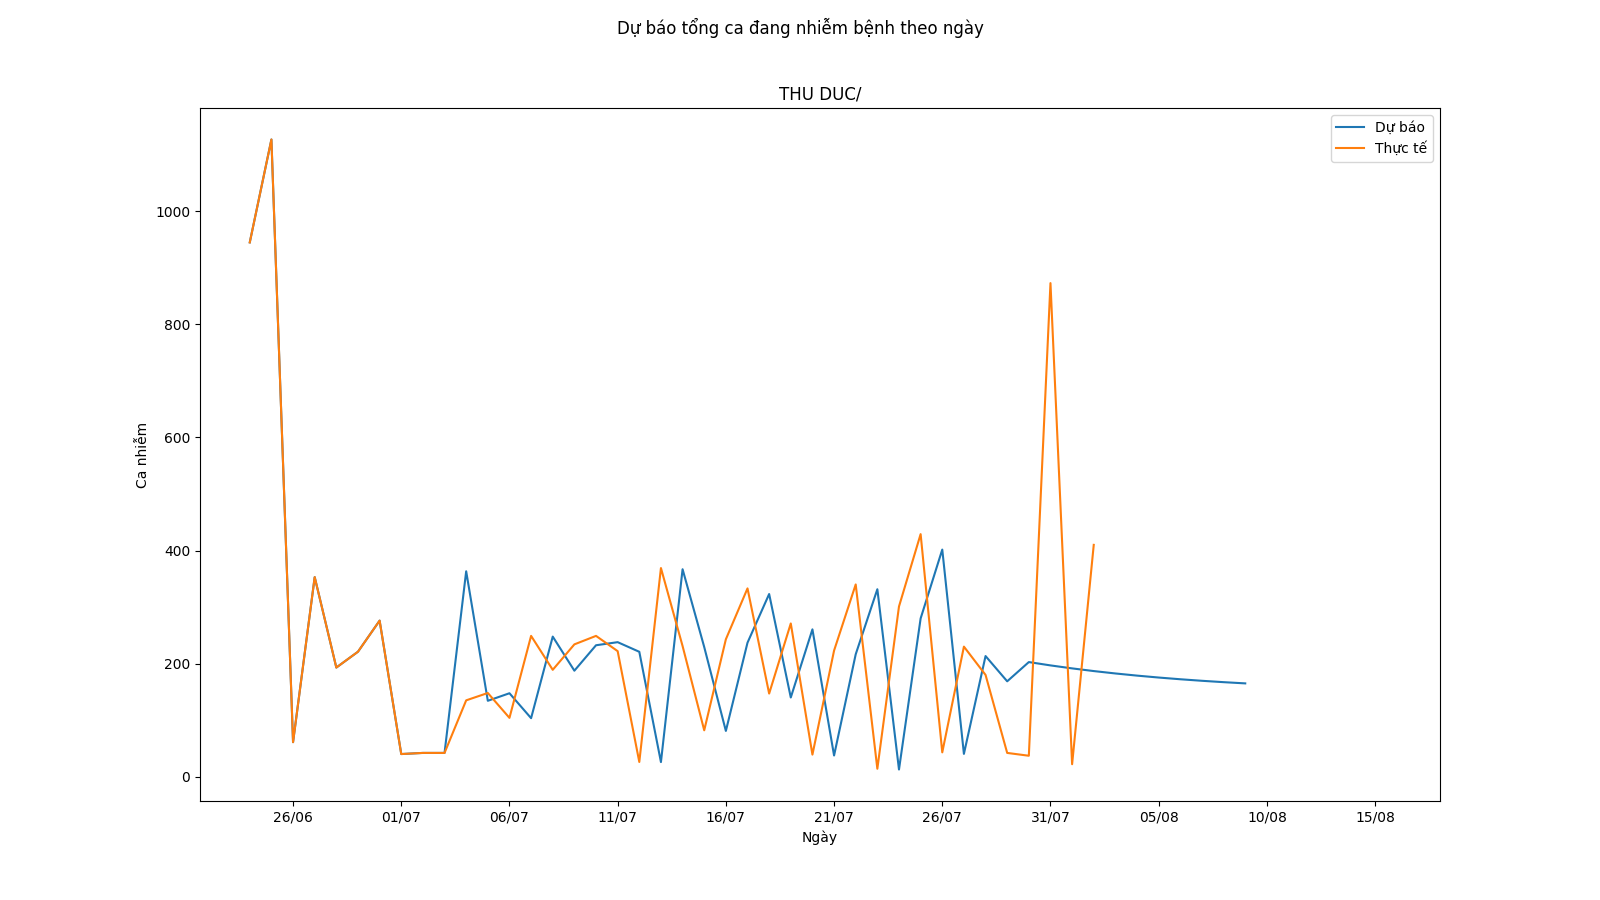 Dự báo tổng ca đang nhiễm bệnh theo ngày
THU DUC/
Dự báo
Thực tế
1000
800
600
400
200
0
Ca nhiễm
26/06
01/07
06/07
11/07
16/07
21/07
26/07
31/07
05/08
10/08
15/08
Ngày